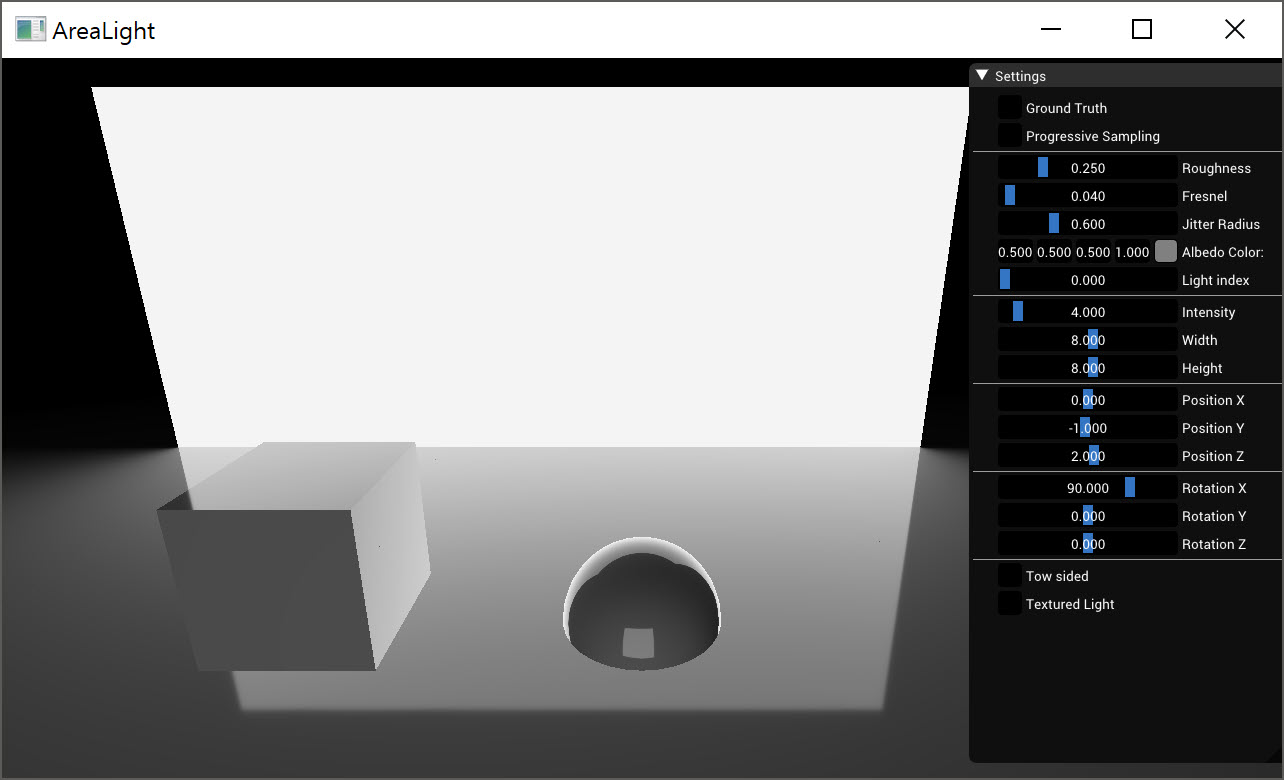 AreaLight
Settings
Ground Truth
Progressive Sampling
0.250 Roughness
0.040 Fresnel
0.600 Jitter Radius
0.500 0.500 0.500 1.000 Albedo Color:
0.000 Light index
4.000 Intensity
8.000 Width
8.000 Height
0.000 Position X
-1.000 Position Y
2.000 Position Z
90.000 Rotation X
0.000 Rotation Y
0.000 Rotation Z
Tow sided
Textured Light